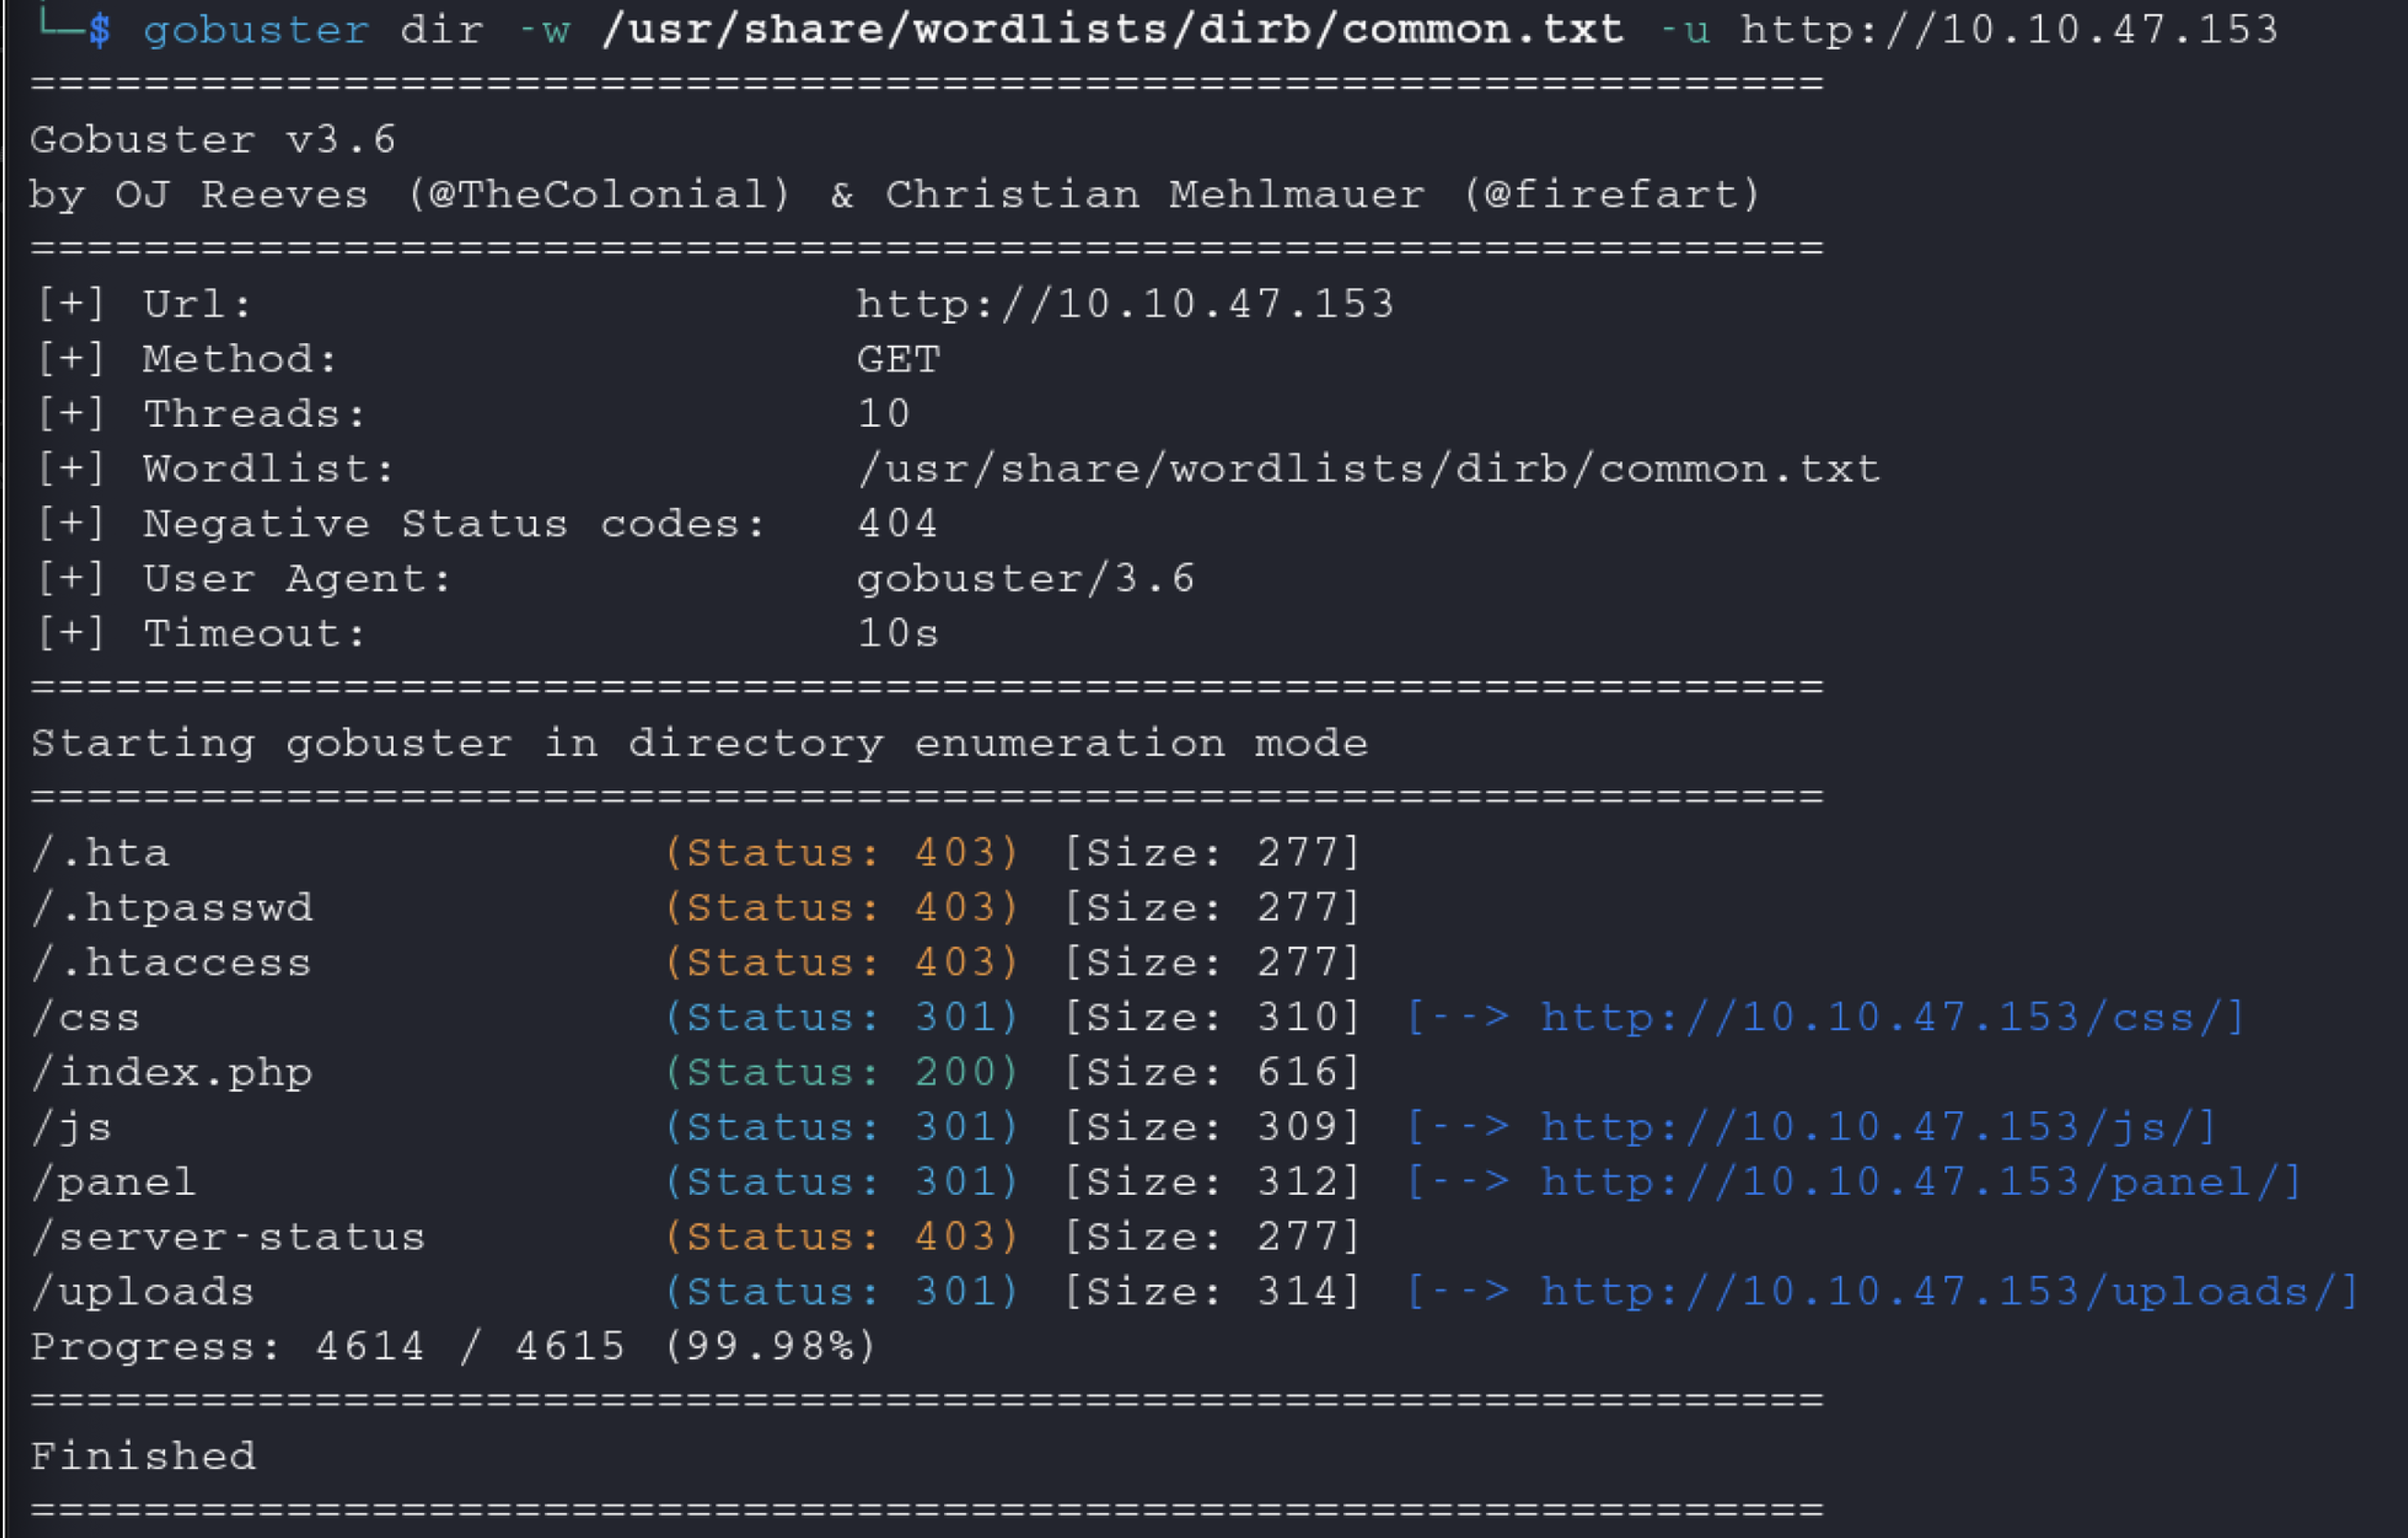 └─$ gobuster dir -w /usr/share/wordlists/dirb/common.txt -u http://10.10.47.153
===============================================================
Gobuster v3.6
by OJ Reeves (@TheColonial) & Christian Mehlmauer (@firefart)
===============================================================
[+] Url:                     http://10.10.47.153
[+] Method:                  GET
[+] Threads:                 10
[+] Wordlist:                /usr/share/wordlists/dirb/common.txt
[+] Negative Status codes:   404
[+] User Agent:              gobuster/3.6
[+] Timeout:                 10s
===============================================================
Starting gobuster in directory enumeration mode
===============================================================
/.hta                 (Status: 403) [Size: 277]
/.htpasswd            (Status: 403) [Size: 277]
/.htaccess            (Status: 403) [Size: 277]
/css                  (Status: 301) [Size: 310] [--> http://10.10.47.153/css/]
/index.php            (Status: 200) [Size: 616]
/js                   (Status: 301) [Size: 309] [--> http://10.10.47.153/js/]
/panel                (Status: 301) [Size: 312] [--> http://10.10.47.153/panel/]
/server-status        (Status: 403) [Size: 277]
/uploads              (Status: 301) [Size: 314] [--> http://10.10.47.153/uploads/]
Progress: 4614 / 4615 (99.98%)
===============================================================
Finished
===============================================================